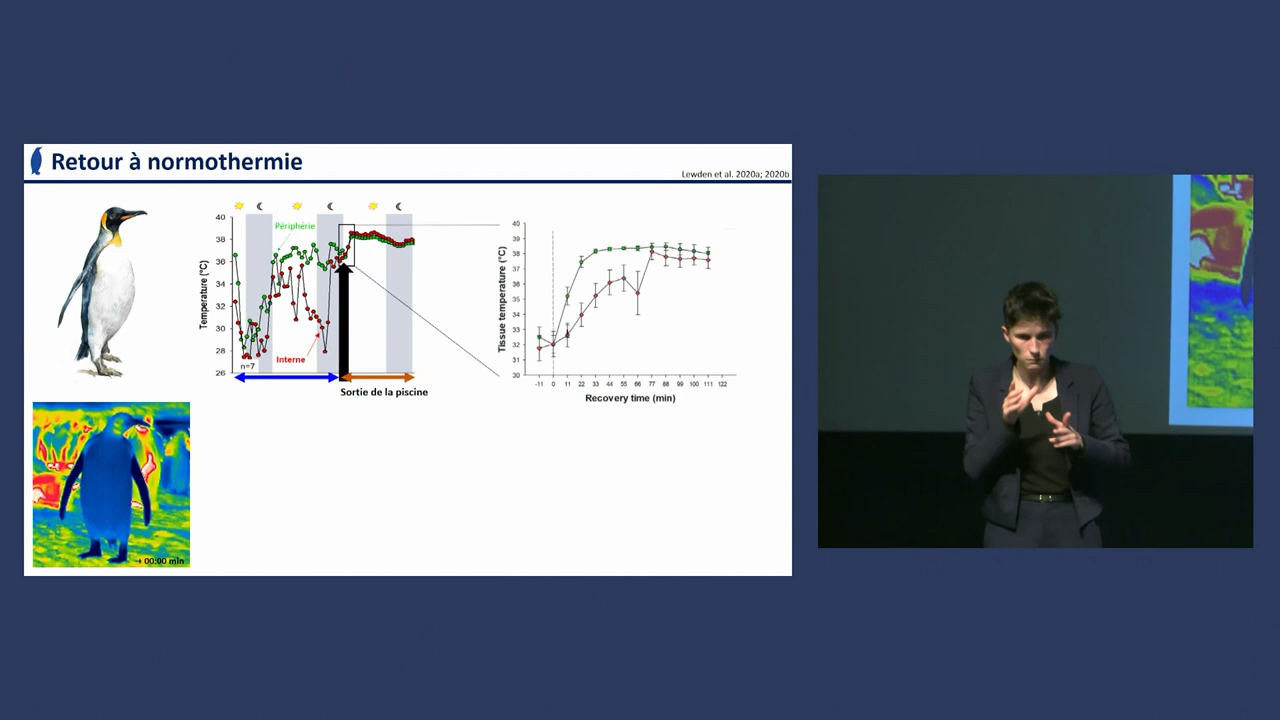 Retour à normothermie
Lewden et al. 2020a; 2020b
Périphérie
Interne
n=7
Temperature (°C)
40
38
36
34
32
30
28
26
Sortie de la piscine
Tissue temperature (°C)
40
39
38
37
36
35
34
33
32
31
30
-11 0 11 22 33 44 55 66 77 88 99 100 111 122
Recovery time (min)
+ 00:00 min